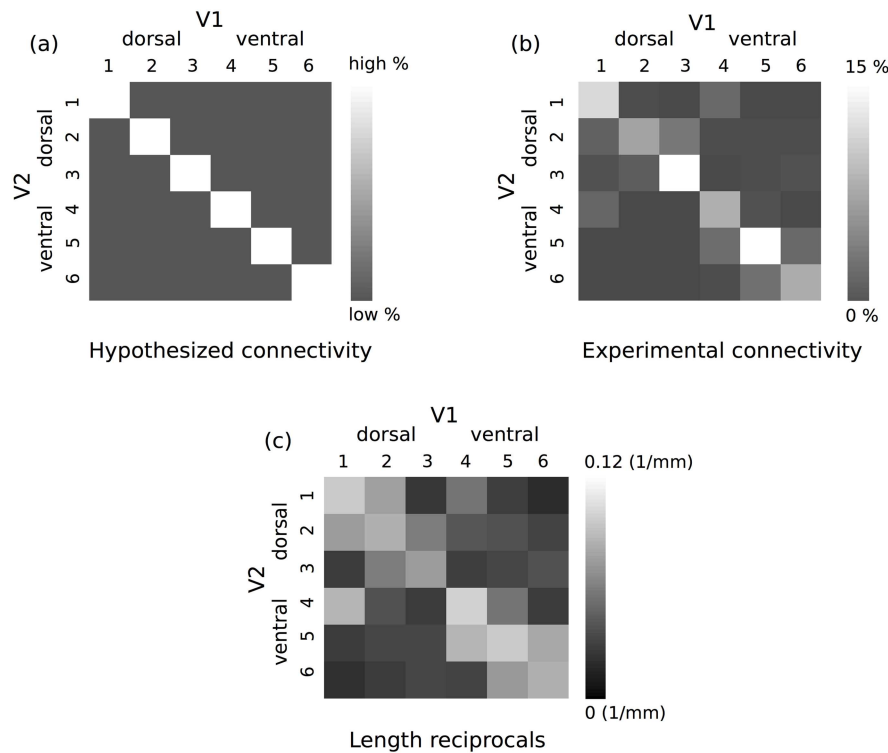 V1
(a) dorsal ventral high %
1 2 3 4 5 6
V2
dorsal
ventral
1
2
3
4
5
6
low %
Hypothesized connectivity
V1
(b) dorsal ventral
1 2 3 4 5 6 15 %
V2
dorsal
ventral
1
2
3
4
5
6
0 %
Experimental connectivity
V1
(c) dorsal ventral
1 2 3 4 5 6 0.12 (1/mm)
V2
dorsal
ventral
1
2
3
4
5
6
0 (1/mm)
Length reciprocals